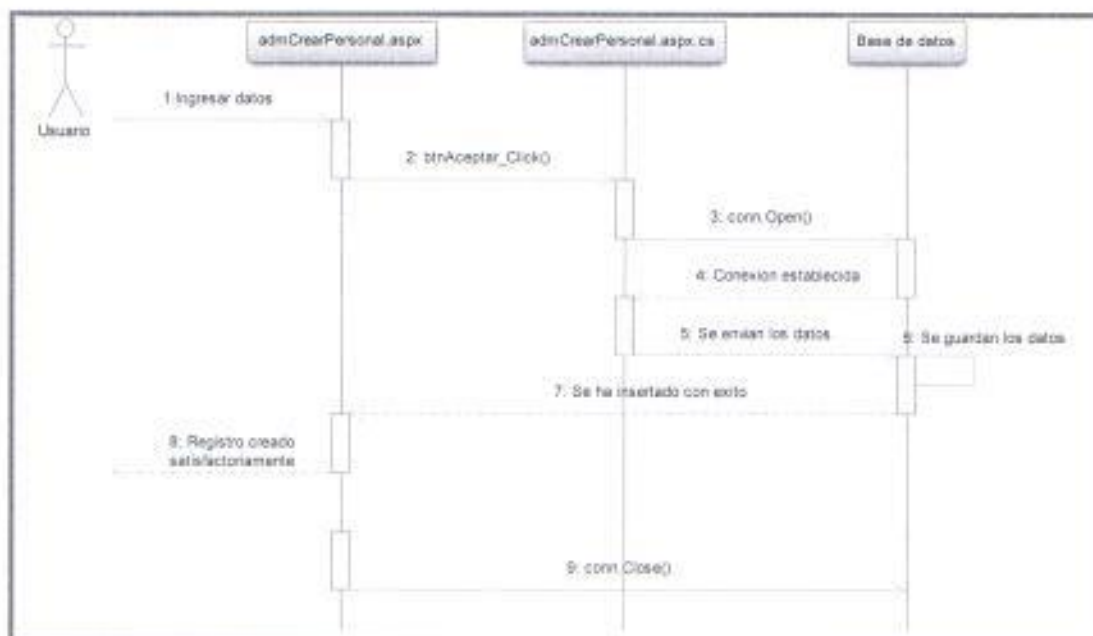 admCrearPersonal.aspx
admCrearPersonal.aspx.cs
Base de datos
Usuario
1 Ingresar datos
2: btnAceptar_Click()
3: conn.Open()
4: Conexion establecida
5: Se envian los datos
6: Se guardan los datos
7: Se ha insertado con exito
8: Registro creado
satisfactoriamente
9: conn.Close()